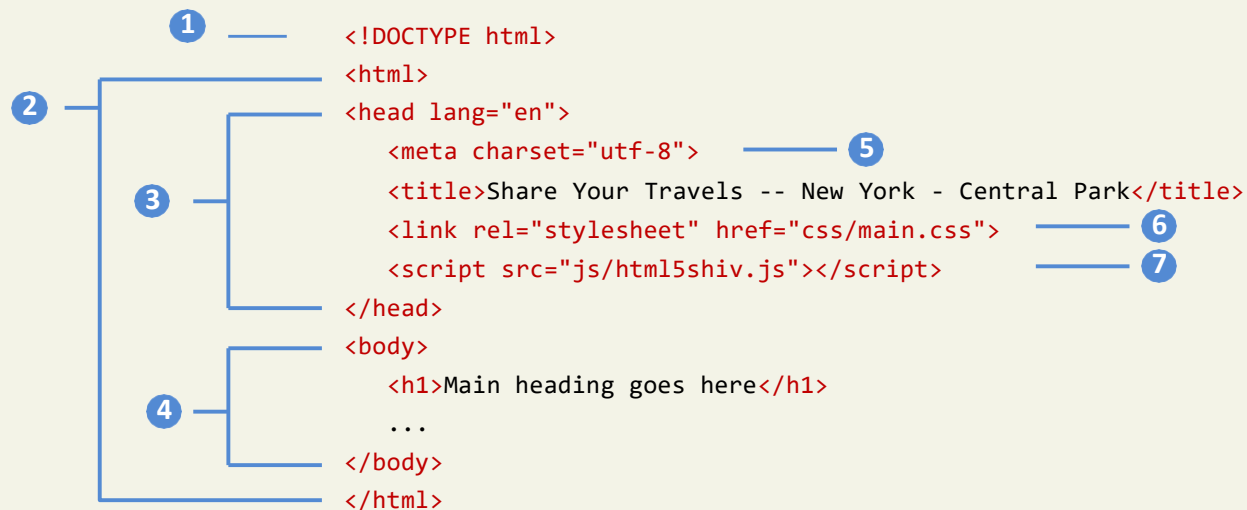 1 <!DOCTYPE html>
<html>
2 <head lang="en">
<meta charset="utf-8"> 5
3 <title>Share Your Travels -- New York - Central Park</title>
<link rel="stylesheet" href="css/main.css"> 6
<script src="js/html5shiv.js"></script> 7
</head>
<body>
4 <h1>Main heading goes here</h1>
...
</body>
</html>